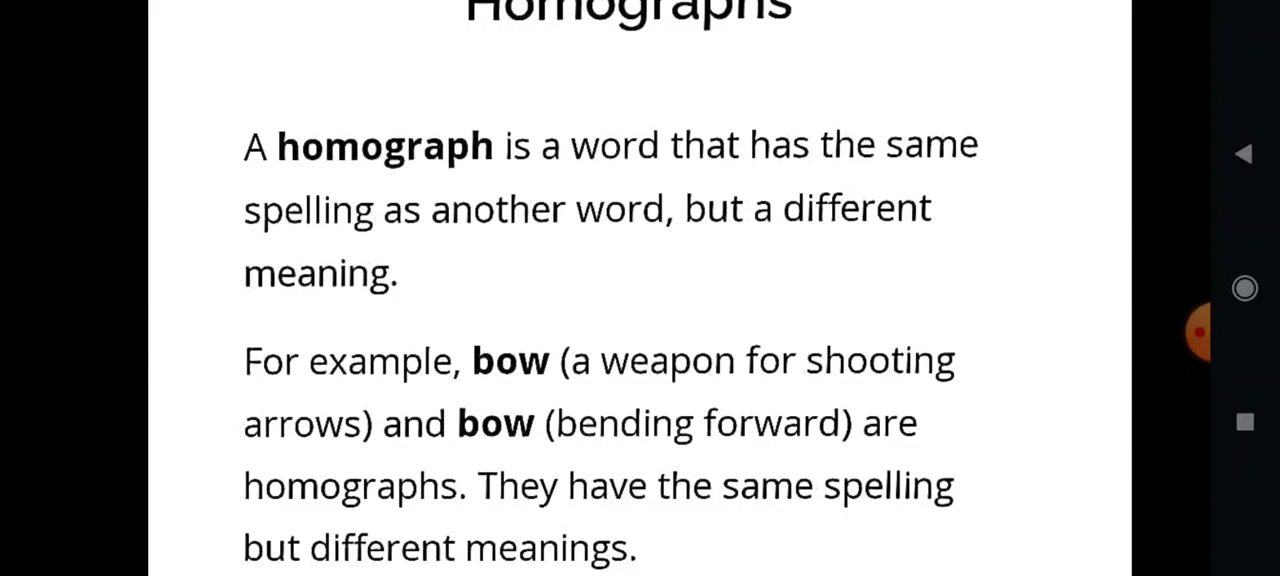 Homographs
A homograph is a word that has the same
spelling as another word, but a different
meaning.
For example, bow (a weapon for shooting
arrows) and bow (bending forward) are
homographs. They have the same spelling
but different meanings.